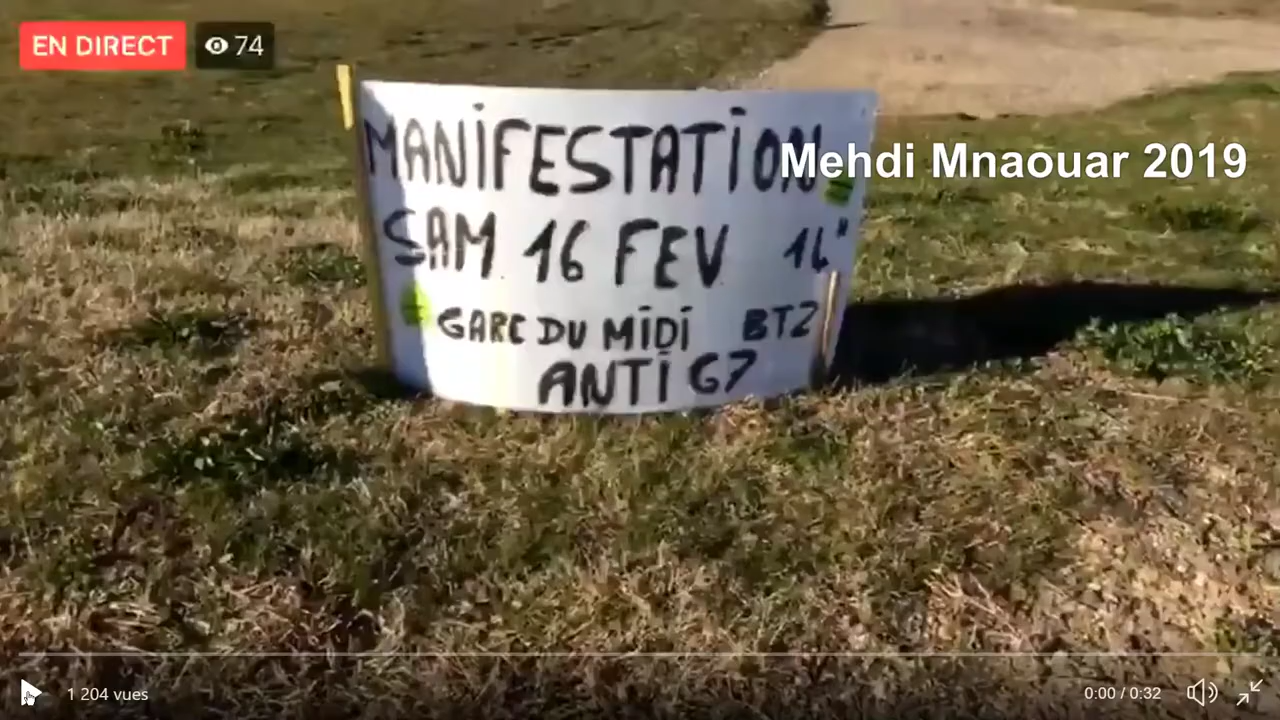 EN DIRECT 74
MANIFESTATION
Mehdi Mnaouar 2019
SAM 16 FEV 14H
GARE DU MIDI BTZ
ANTI G7
1 204 vues
0:00 / 0:32